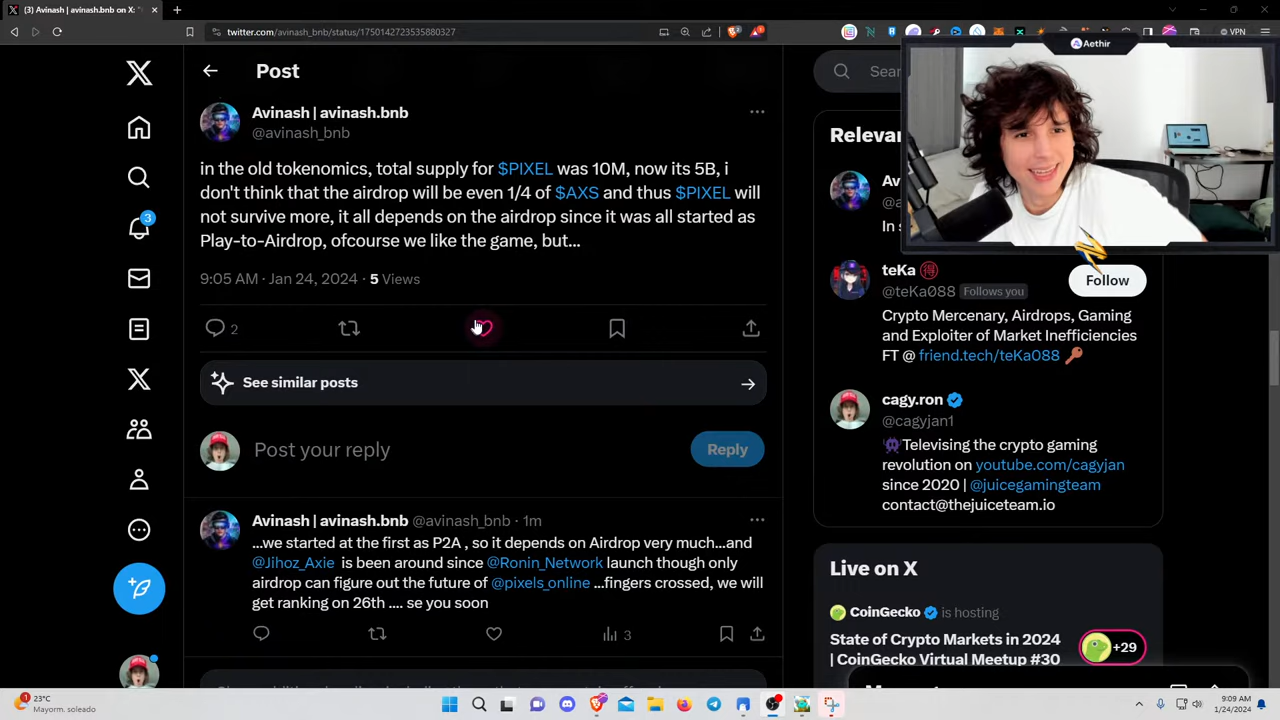 (3) Avinash | avinash.bnb on X: "
twitter.com/avinash_bnb/status/1750142723535880327
VPN
Post
Avinash | avinash.bnb
@avinash_bnb
in the old tokenomics, total supply for $PIXEL was 10M, now its 5B, i
don't think that the airdrop will be even 1/4 of $AXS and thus $PIXEL will
not survive more, it all depends on the airdrop since it was all started as
Play-to-Airdrop, ofcourse we like the game, but...
9:05 AM · Jan 24, 2024 · 5 Views
2
See similar posts
Post your reply
Reply
Avinash | avinash.bnb @avinash_bnb · 1m
...we started at the first as P2A , so it depends on Airdrop very much...and
@Jihoz_Axie is been around since @Ronin_Network launch though only
airdrop can figure out the future of @pixels_online ...fingers crossed, we will
get ranking on 26th .... se you soon
3
3
Aethir
Sea
Releva
Av
@a
In s
teKa 得
@teKa088 Follows you
Follow
Crypto Mercenary, Airdrops, Gaming
and Exploiter of Market Inefficiencies
FT @ friend.tech/teKa088
cagy.ron
@cagyjan1
Televising the crypto gaming
revolution on youtube.com/cagyjan
since 2020 | @juicegamingteam
contact@thejuiceteam.io
Live on X
CoinGecko is hosting
State of Crypto Markets in 2024
| CoinGecko Virtual Meetup #30
+29
1
23°C
Mayorm. soleado
9:09 AM
1/24/2024